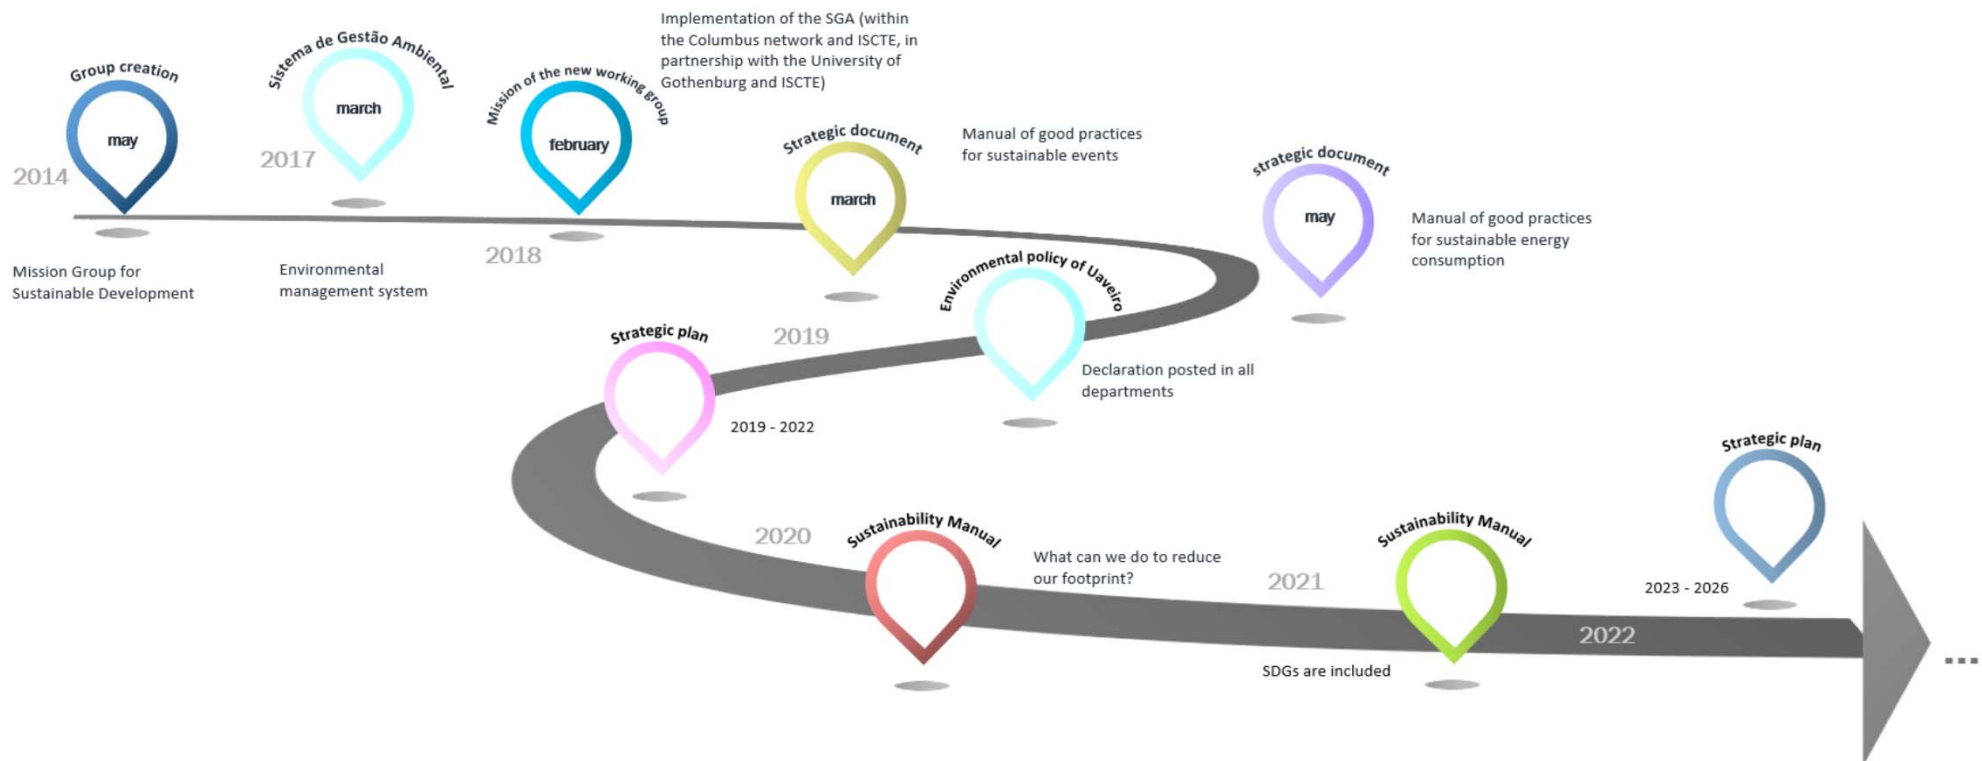 Group creation
may
2014
Mission Group for
Sustainable Development
Sistema de Gestão Ambiental
march
2017
Environmental
management system
Mission of the new working group
february
2018
Implementation of the SGA (within
the Columbus network and ISCTE, in
partnership with the University of
Gothenburg and ISCTE)
Strategic document
march
Manual of good practices
for sustainable events
strategic document
may
Manual of good practices
for sustainable energy
consumption
Environmental policy of Uaveiro
Declaration posted in all
departments
2019
Strategic plan
2019 - 2022
2020
Sustainability Manual
What can we do to reduce
our footprint?
2021
Sustainability Manual
SDGs are included
2022
Strategic plan
2023 - 2026
...